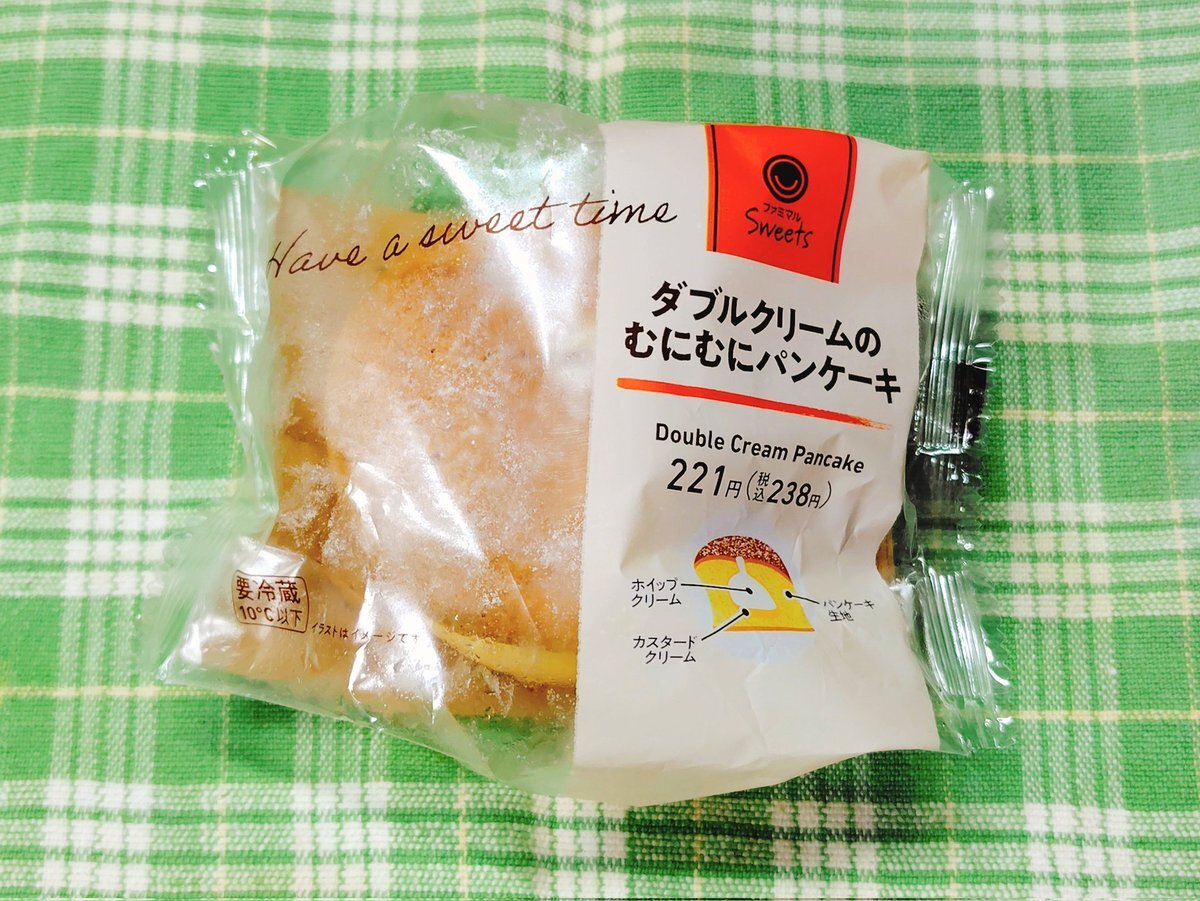 Have a sweet time
ファミマル
Sweets
ダブルクリームの
むにむにパンケーキ
Double Cream Pancake
221円(税込238円)
ホイップ
クリーム
パンケーキ
生地
カスタード
クリーム
要冷蔵
10°C以下
イラストはイメージです